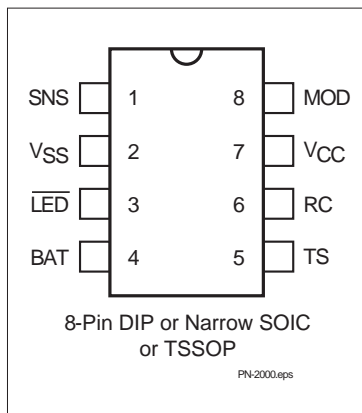 SNS 1 8 MOD
VSS 2 7 VCC
LED 3 6 RC
BAT 4 5 TS
8-Pin DIP or Narrow SOIC
or TSSOP
PN-2000.eps